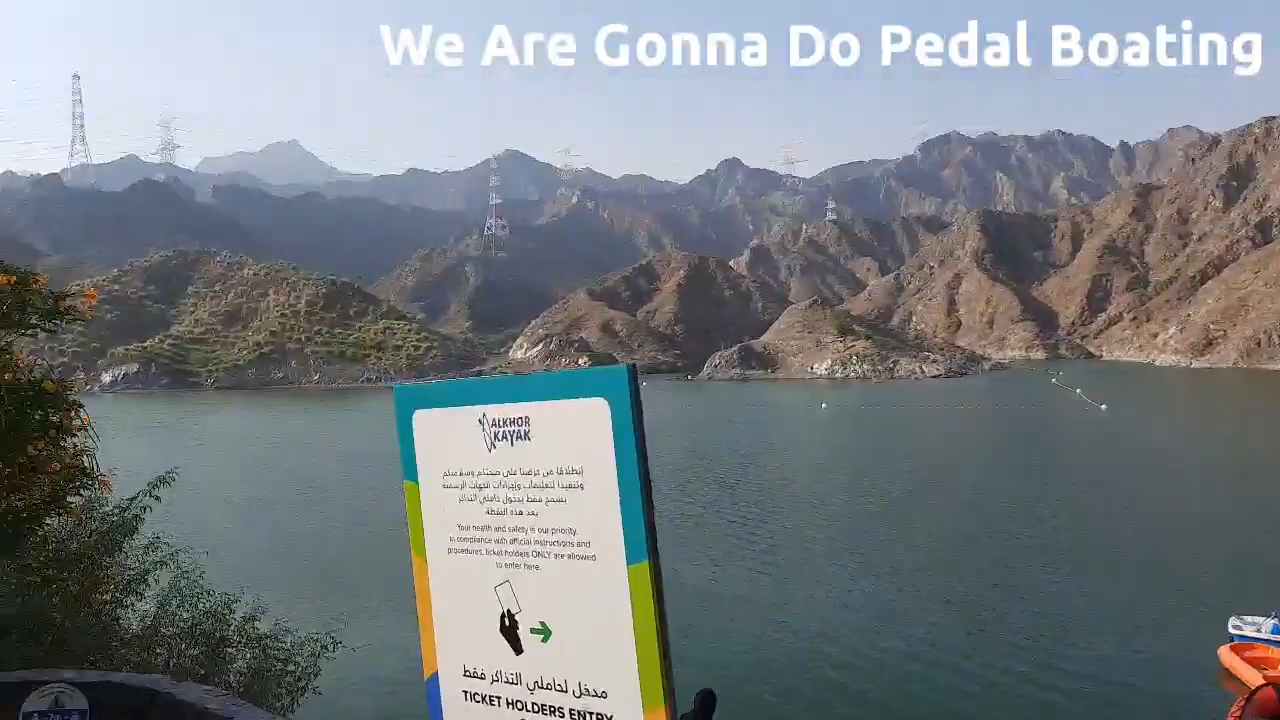 We Are Gonna Do Pedal Boating
ALKHOR
KAYAK
إنطلاقا من حرصنا على صحتكم وسلامتكم
وتنفيذا لتعليمات وإجراءات الجهات الرسمية
يسمح فقط بدخول حاملي التذاكر
بعد هذه النقطة
Your health and safety is our priority.
In compliance with official instructions and
procedures, ticket holders ONLY are allowed
to enter here.
مدخل لحاملي التذاكر فقط
TICKET HOLDERS ENTRY